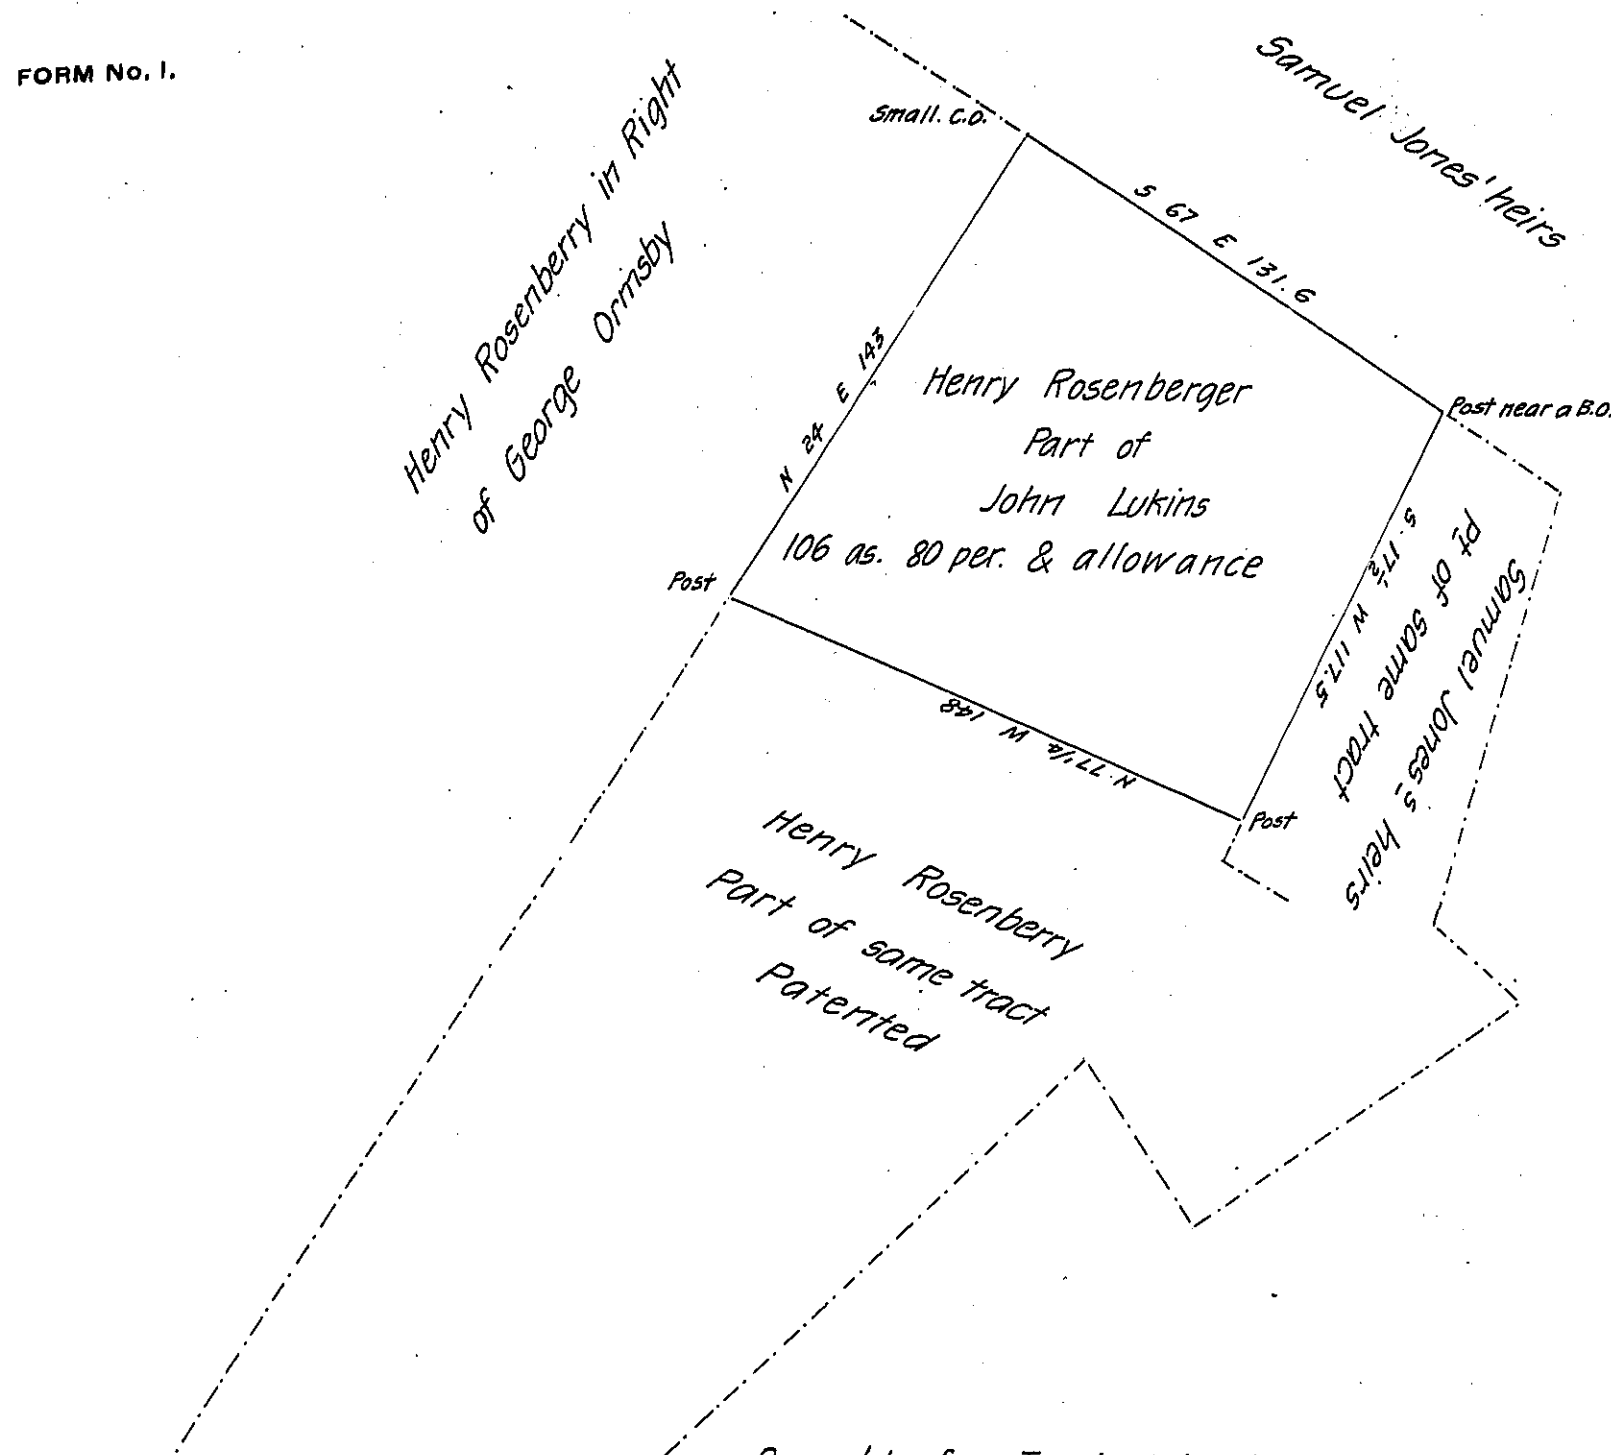 FORM No. 1.
Samuel Jones' heirs
Henry Rosenberry in Right
of George Ormsby
Small. C.O.
S 67 E 131.6
N 24 E 143
Henry Rosenberger
Part of
John Lukins
106 as. 80 per. & allowance
Post near a B.O.
S. 17½ W 117.5
Pt of same tract
Samuel Jones's heirs
Post
N. 77¼ W 148
Post
Henry Rosenberry
Part of same tract
Patented